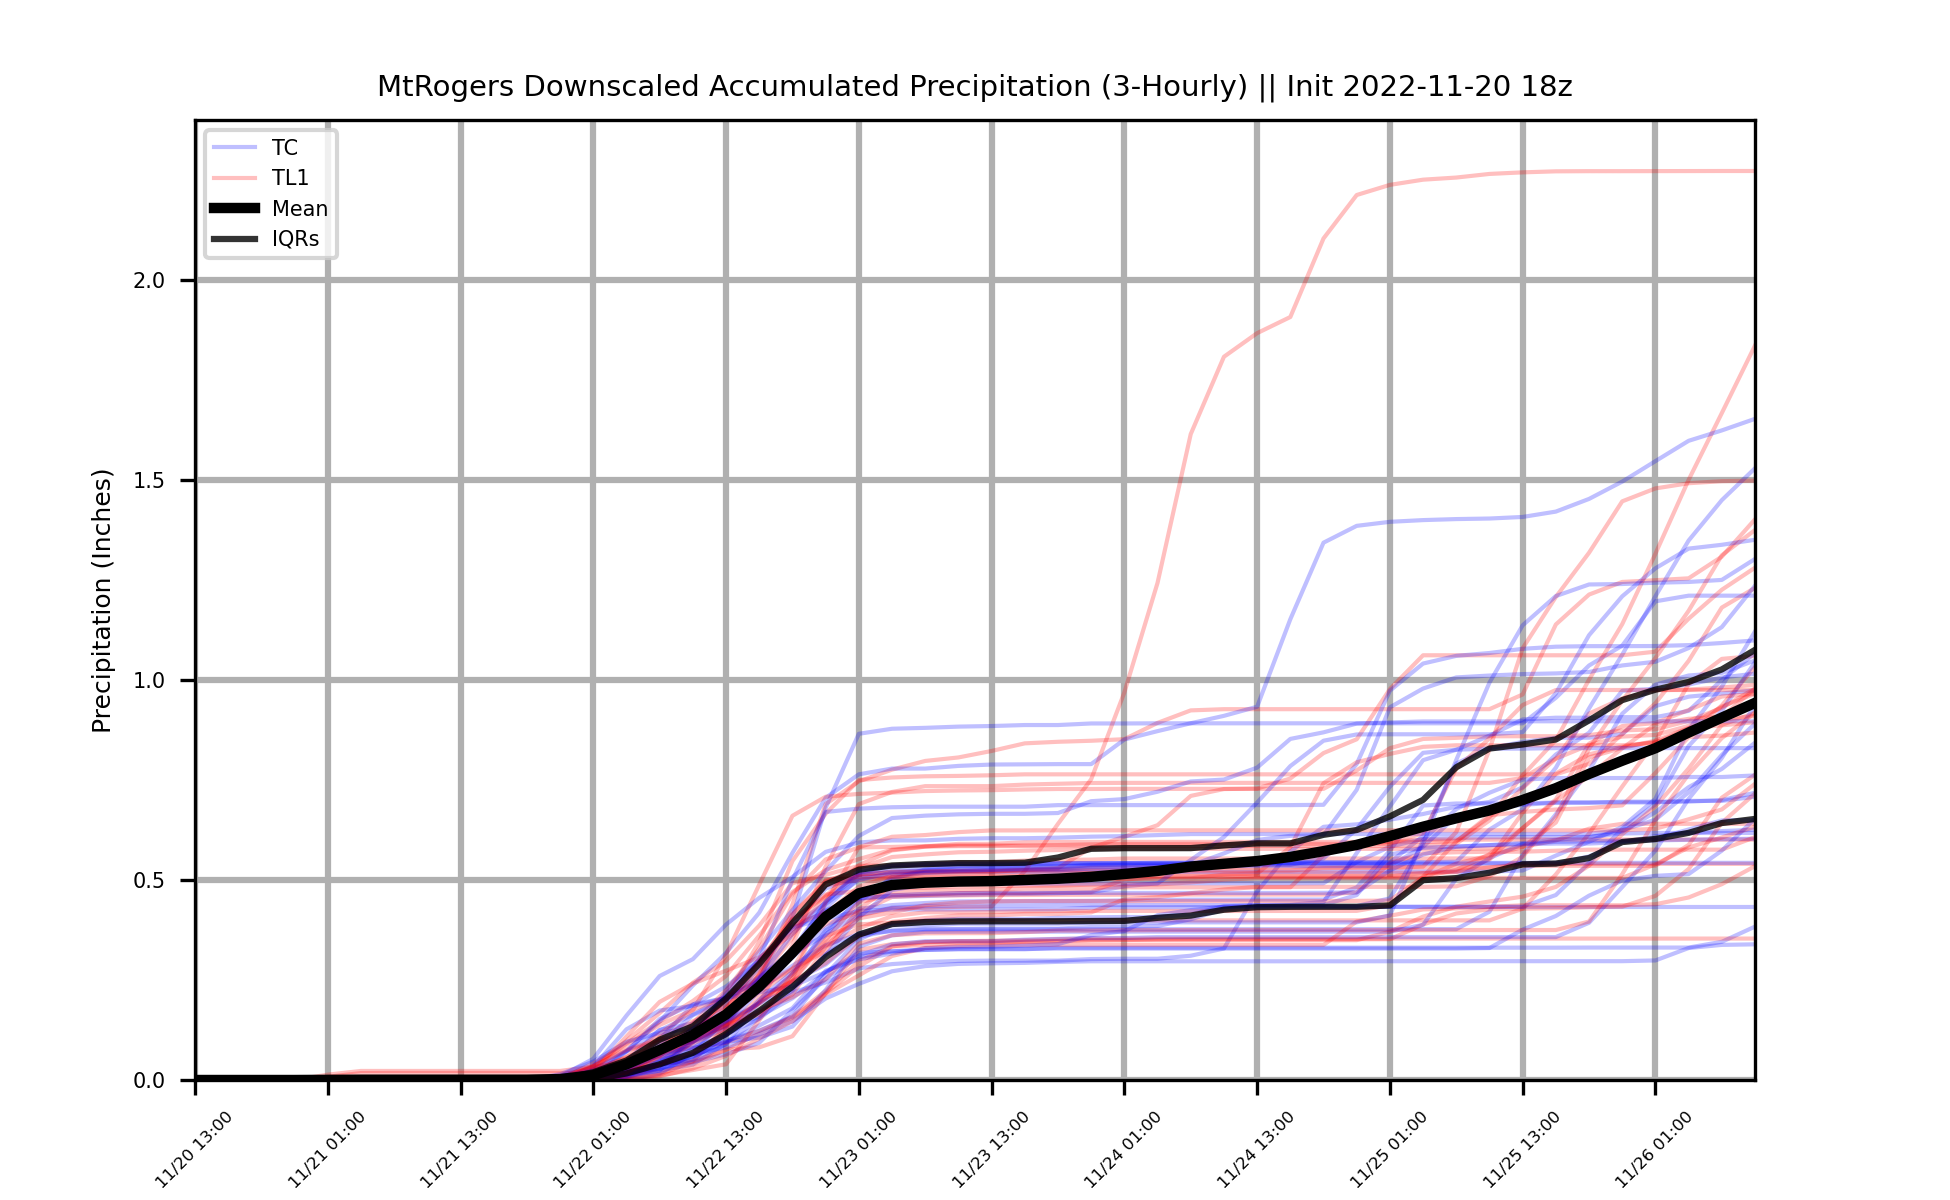 MtRogers Downscaled Accumulated Precipitation (3-Hourly) || Init 2022-11-20 18z
TC
TL1
Mean
IQRs
Precipitation (Inches)
2.0
1.5
1.0
0.5
0.0
11/20 13:00
11/21 01:00
11/21 13:00
11/22 01:00
11/22 13:00
11/23 01:00
11/23 13:00
11/24 01:00
11/24 13:00
11/25 01:00
11/25 13:00
11/26 01:00